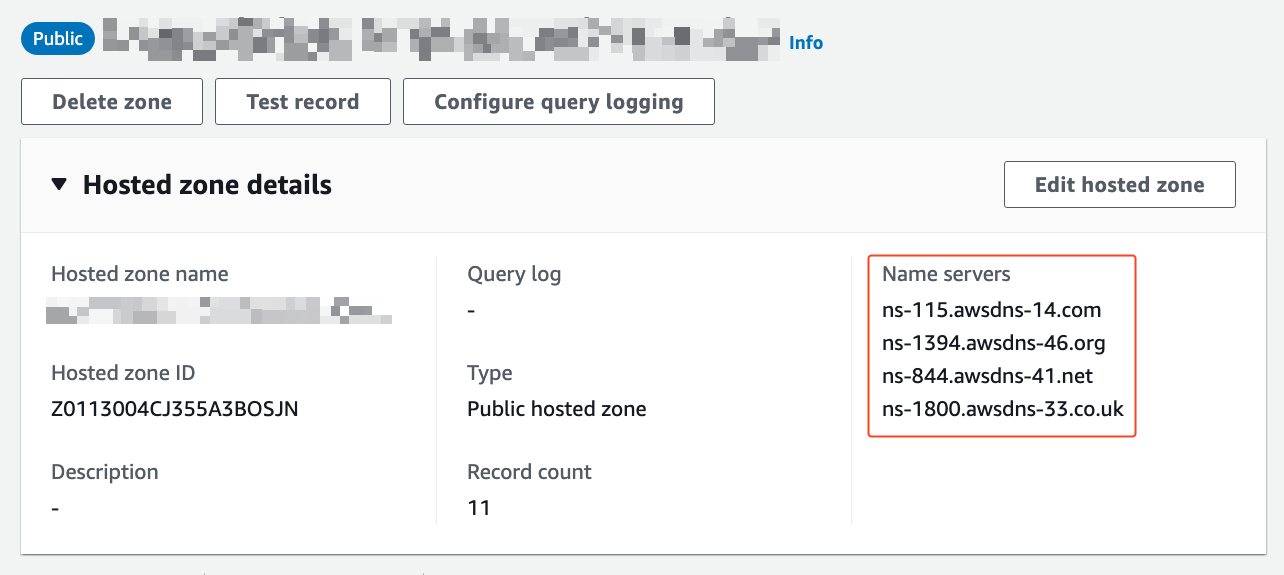 Public
Info
Delete zone
Test record
Configure query logging
▼ Hosted zone details
Edit hosted zone
Hosted zone name
Hosted zone ID
Z0113004CJ355A3BOSJN
Description
-
Query log
-
Type
Public hosted zone
Record count
11
Name servers
ns-115.awsdns-14.com
ns-1394.awsdns-46.org
ns-844.awsdns-41.net
ns-1800.awsdns-33.co.uk